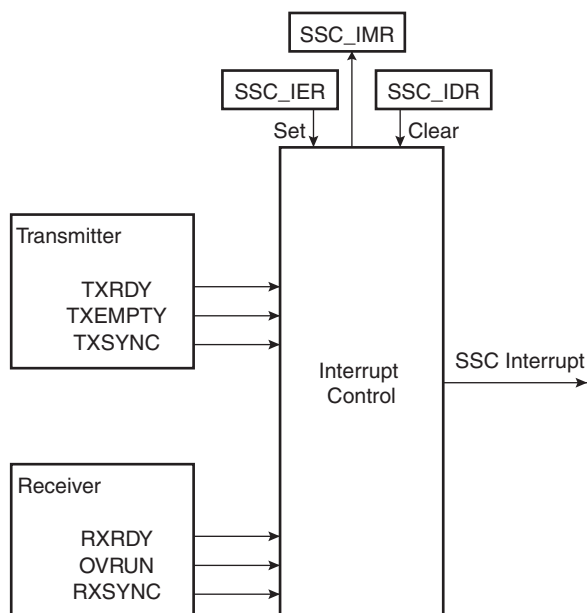 SSC_IMR
SSC_IER
SSC_IDR
Set
Clear
Transmitter
TXRDY
TXEMPTY
TXSYNC
Interrupt
Control
SSC Interrupt
Receiver
RXRDY
OVRUN
RXSYNC